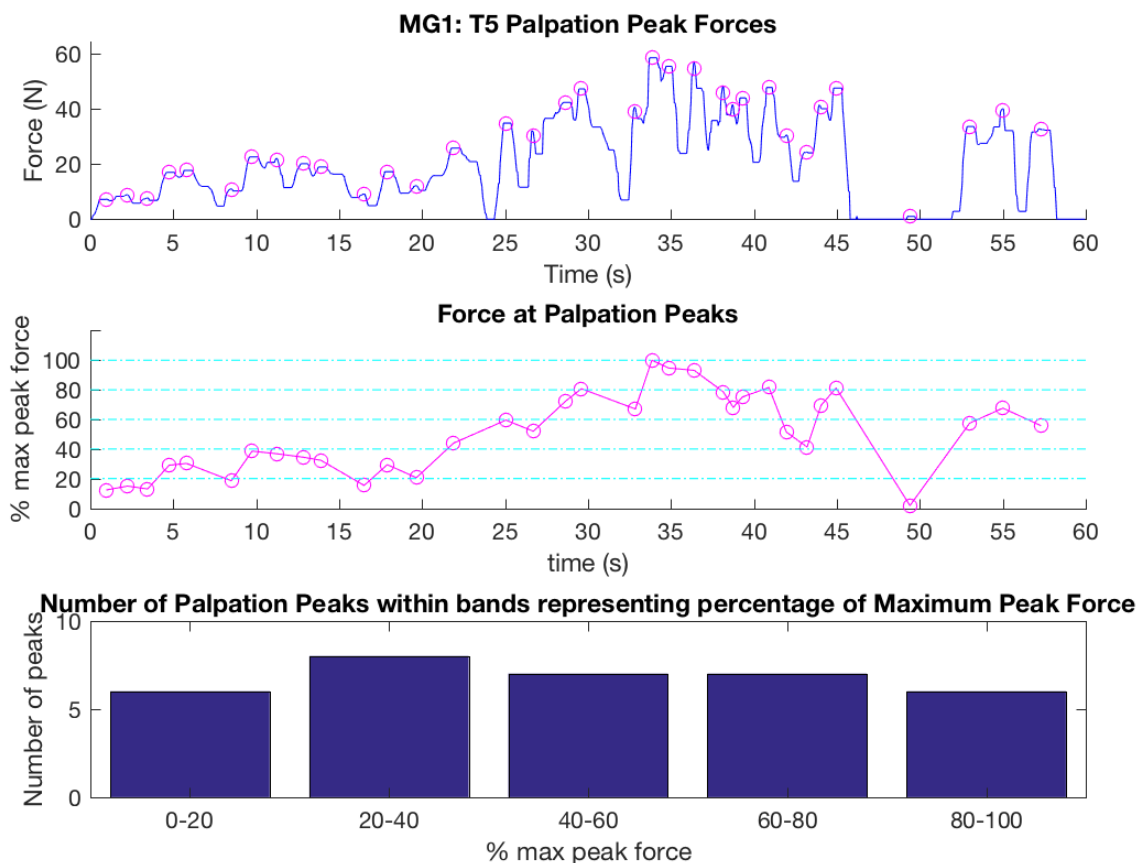 MG1: T5 Palpation Peak Forces
Force (N)
60
40
20
0
0 5 10 15 20 25 30 35 40 45 50 55 60
Time (s)
Force at Palpation Peaks
% max peak force
100
80
60
40
20
0
0 5 10 15 20 25 30 35 40 45 50 55 60
time (s)
Number of Palpation Peaks within bands representing percentage of Maximum Peak Force
Number of peaks
10
5
0
0-20 20-40 40-60 60-80 80-100
% max peak force